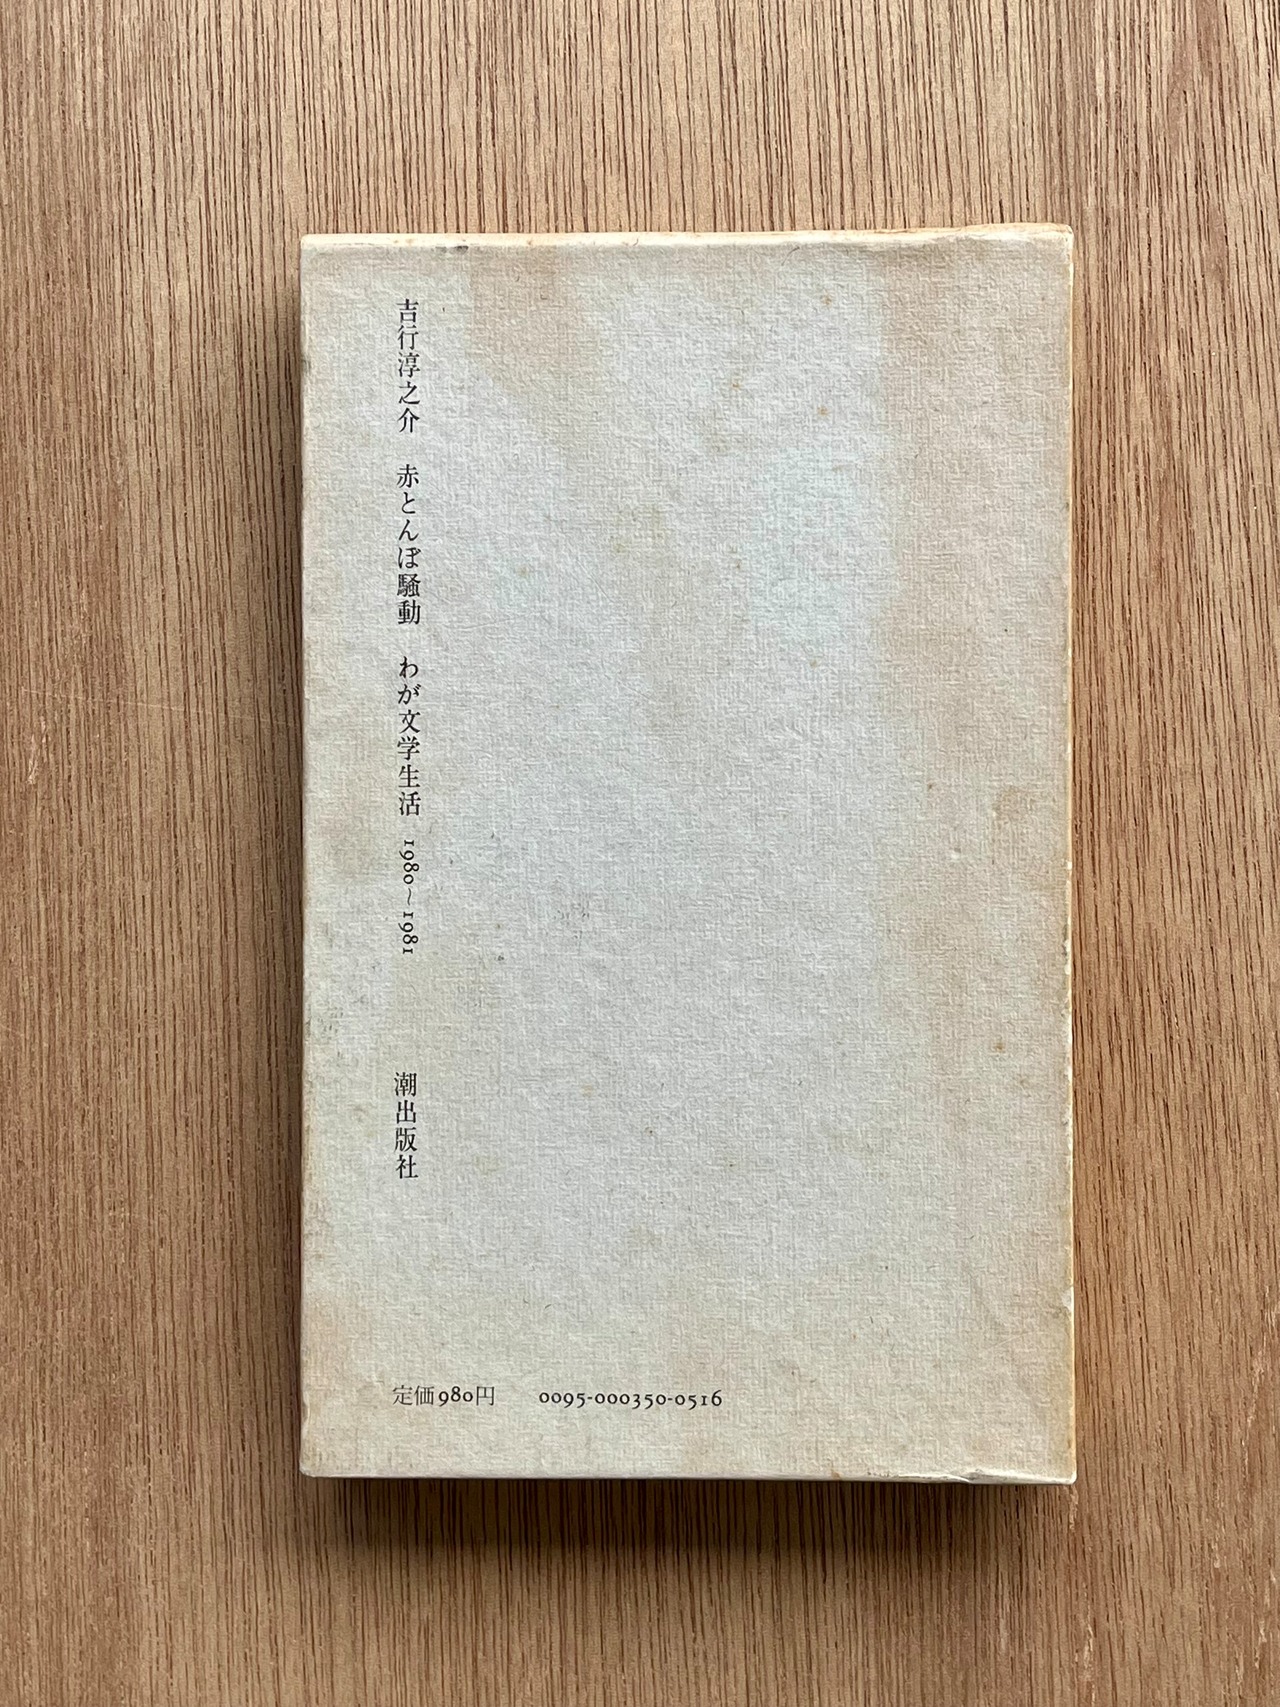 吉行淳之介　赤とんぼ騒動　わが文学生活 1980〜1981
潮出版社
定価980円　0095-000350-0516